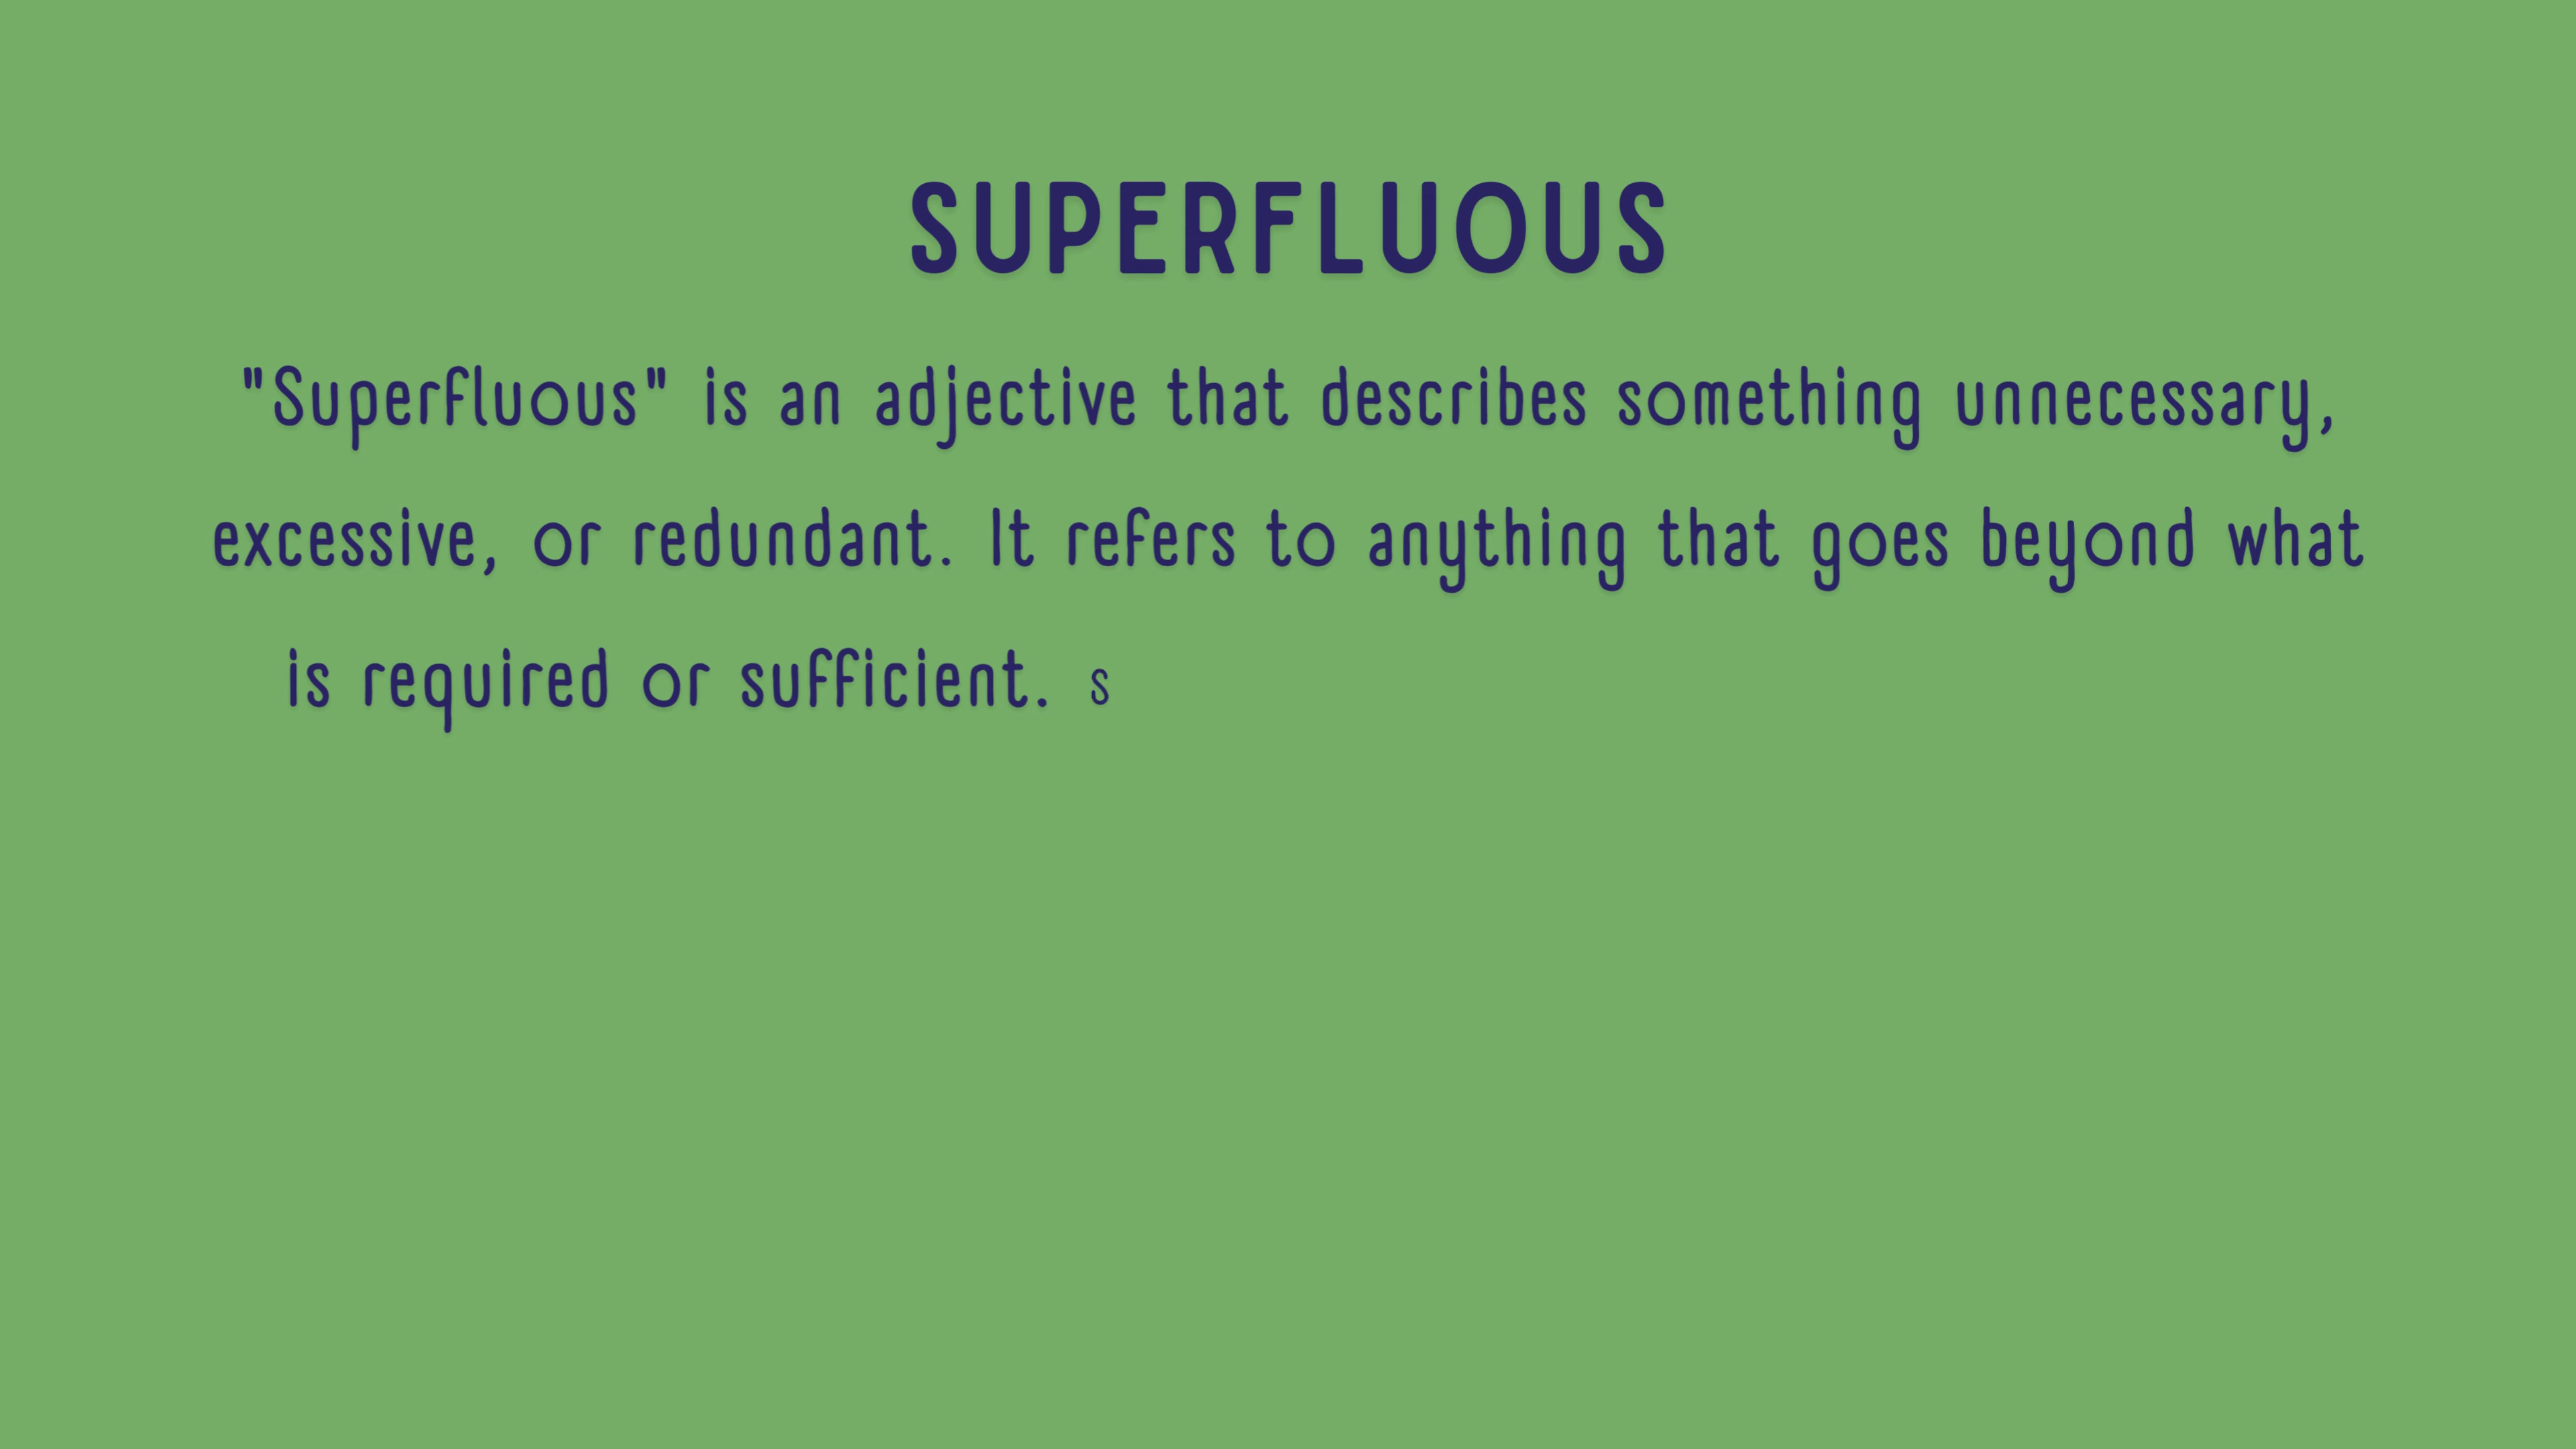 SUPERFLUOUS
"Superfluous" is an adjective that describes something unnecessary,
excessive, or redundant. It refers to anything that goes beyond what
is required or sufficient. s